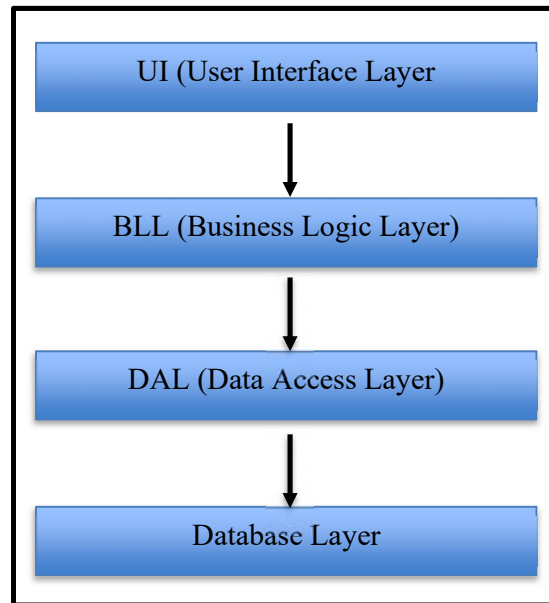 UI (User Interface Layer
BLL (Business Logic Layer)
DAL (Data Access Layer)
Database Layer